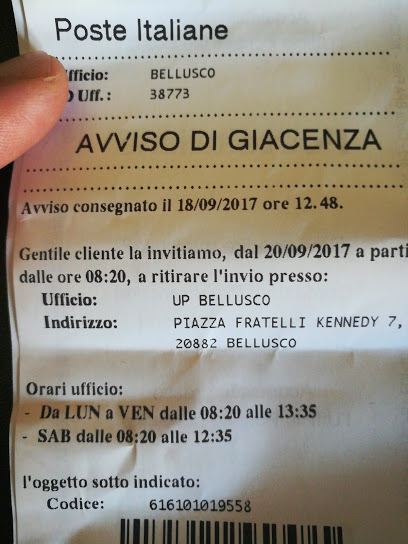 Poste Italiane
fficio: BELLUSCO
Uff.: 38773
AVVISO DI GIACENZA
Avviso consegnato il 18/09/2017 ore 12.48.
Gentile cliente la invitiamo, dal 20/09/2017 a parti
dalle ore 08:20, a ritirare l'invio presso:
Ufficio: UP BELLUSCO
Indirizzo: PIAZZA FRATELLI KENNEDY 7,
20882 BELLUSCO
Orari ufficio:
- Da LUN a VEN dalle 08:20 alle 13:35
- SAB dalle 08:20 alle 12:35
l'oggetto sotto indicato:
Codice: 616101019558